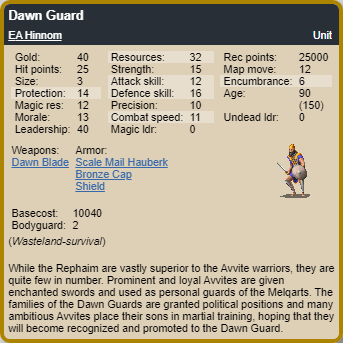 Dawn Guard
EA Hinnom Unit
Gold: 40 Resources: 32 Rec points: 25000
Hit points: 25 Strength: 15 Map move: 12
Size: 3 Attack skill: 12 Encumbrance: 6
Protection: 14 Defence skill: 16 Age: 90
Magic res: 12 Precision: 10 (150)
Morale: 13 Combat speed: 11 Undead ldr: 0
Leadership: 40 Magic ldr: 0
Weapons: Armor:
Dawn Blade Scale Mail Hauberk
Bronze Cap
Shield
Basecost: 10040
Bodyguard: 2
(Wasteland-survival)
While the Rephaim are vastly superior to the Avvite warriors, they are
quite few in number. Prominent and loyal Avvites are given
enchanted swords and used as personal guards of the Melqarts. The
families of the Dawn Guards are granted political positions and many
ambitious Avvites place their sons in martial training, hoping that they
will become recognized and promoted to the Dawn Guard.